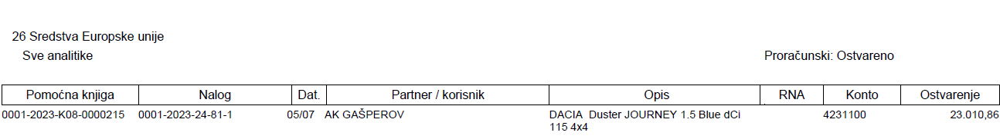 26 Sredstva Europske unije
Sve analitike Proračunski: Ostvareno
Pomoćna knjiga Nalog Dat. Partner / korisnik Opis RNA Konto Ostvarenje
0001-2023-K08-0000215 0001-2023-24-81-1 05/07 AK GAŠPEROV DACIA Duster JOURNEY 1.5 Blue dCi 4231100 23.010,86
115 4x4